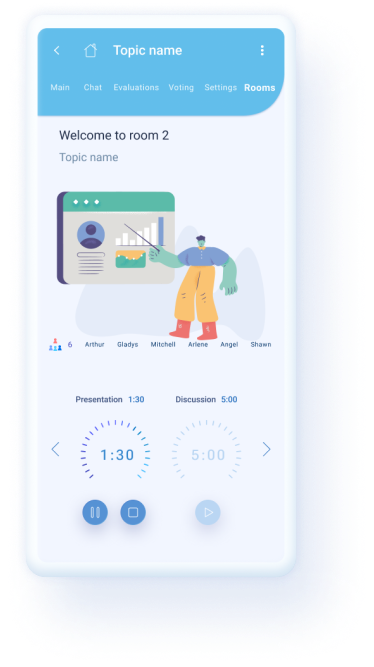 Topic name
Main Chat Evaluations Voting Settings Rooms
Welcome to room 2
Topic name
6 Arthur Gladys Mitchell Arlene Angel Shawn
Presentation 1:30 Discussion 5:00
1:30 5:00